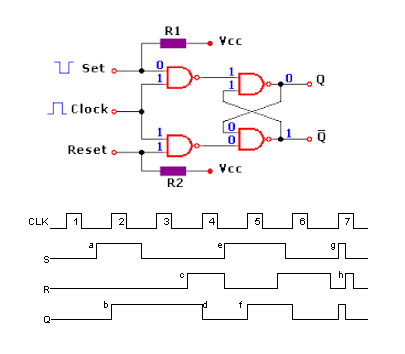 R1
Vcc
Set 0 1 1 1 0 Q
Clock
1 0
Reset 1 0 1 Q̅
Vcc
R2
CLK 1 2 3 4 5 6 7
a e g
S
c h
R
b d f
Q